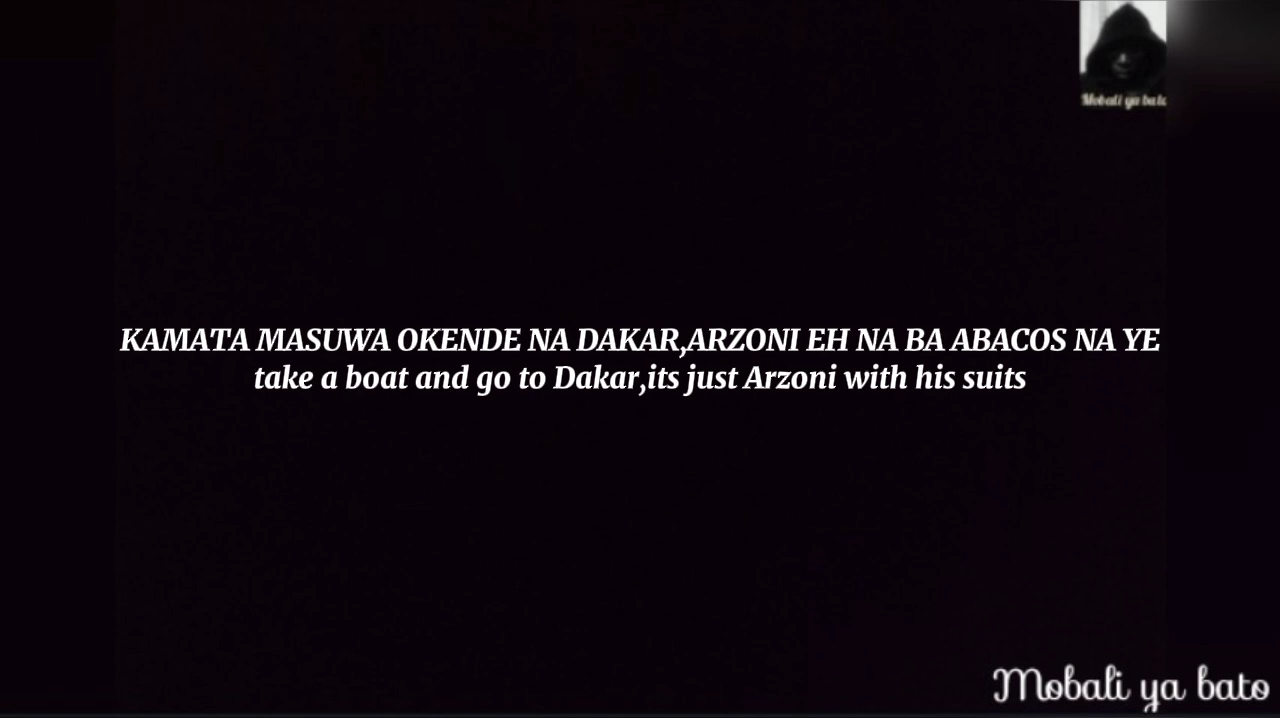 Mobali ya bato
KAMATA MASUWA OKENDE NA DAKAR,ARZONI EH NA BA ABACOS NA YE
take a boat and go to Dakar,its just Arzoni with his suits
Mobali ya bato